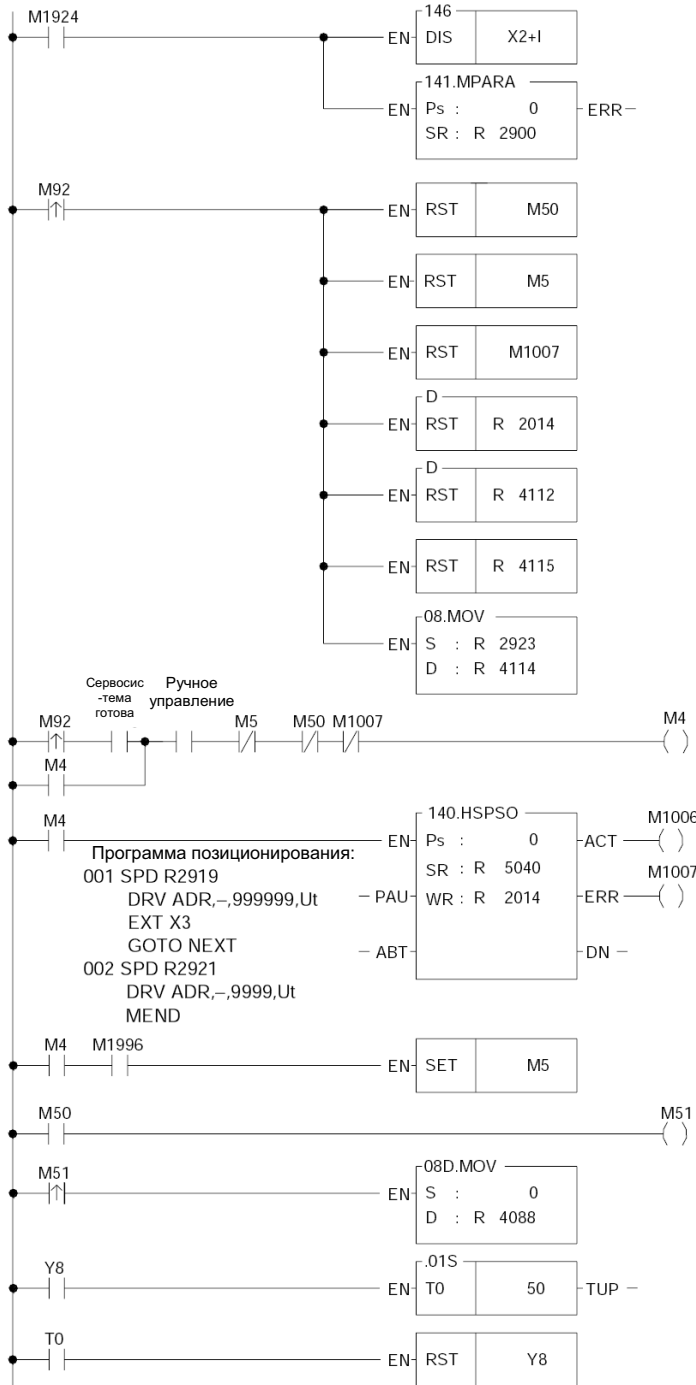 M1924
146
EN DIS X2+I
141.MPARA
EN Ps : 0 ERR
SR : R 2900
M92
EN RST M50
EN RST M5
EN RST M1007
D
EN RST R 2014
D
EN RST R 4112
EN RST R 4115
08.MOV
EN S : R 2923
D : R 4114
Сервосис
-тема
готова
Ручное
управление
M92 M5 M50 M1007 M4
M4
M4
140.HSPSO
M1006
EN Ps : 0 ACT
M1007
PAU SR : R 5040
WR : R 2014 ERR
ABT DN
Программа позиционирования:
001 SPD R2919
DRV ADR,–,999999,Ut
EXT X3
GOTO NEXT
002 SPD R2921
DRV ADR,–,9999,Ut
MEND
M4 M1996
EN SET M5
M50 M51
M51
08D.MOV
EN S : 0
D : R 4088
Y8
.01S
EN T0 50 TUP
T0
EN RST Y8